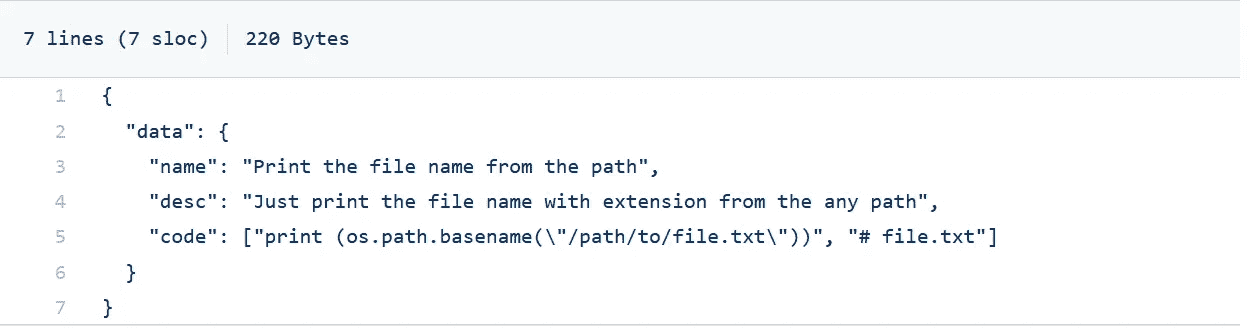 7 lines (7 sloc) 220 Bytes
1 {
2 "data": {
3 "name": "Print the file name from the path",
4 "desc": "Just print the file name with extension from the any path",
5 "code": ["print (os.path.basename(\"/path/to/file.txt\"))", "# file.txt"]
6 }
7 }